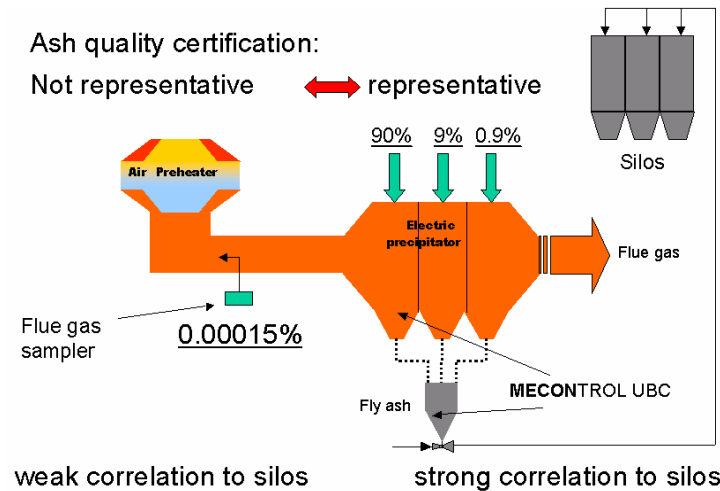 Ash quality certification:
Not representative
representative
Silos
90%
9%
0.9%
Air Preheater
Electric
precipitator
Flue gas
Flue gas
sampler
0.00015%
Fly ash
MECONTROL UBC
weak correlation to silos
strong correlation to silos